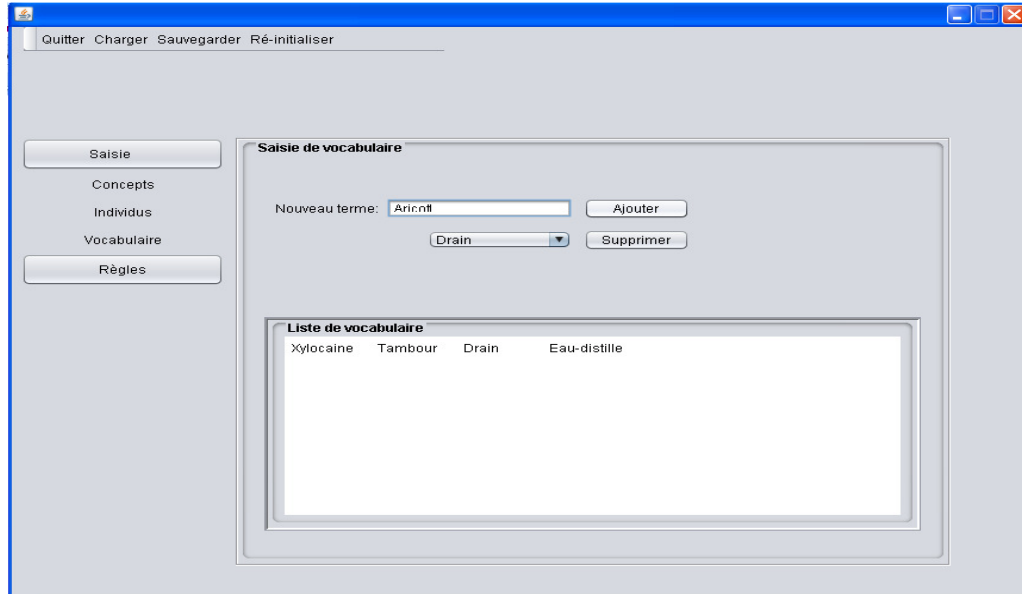 Quitter Charger Sauvegarder Ré-initialiser
Saisie
Concepts
Individus
Vocabulaire
Règles
Saisie de vocabulaire
Nouveau terme: Ajouter
Drain Supprimer
Liste de vocabulaire
Xylocaine Tambour Drain Eau-distille